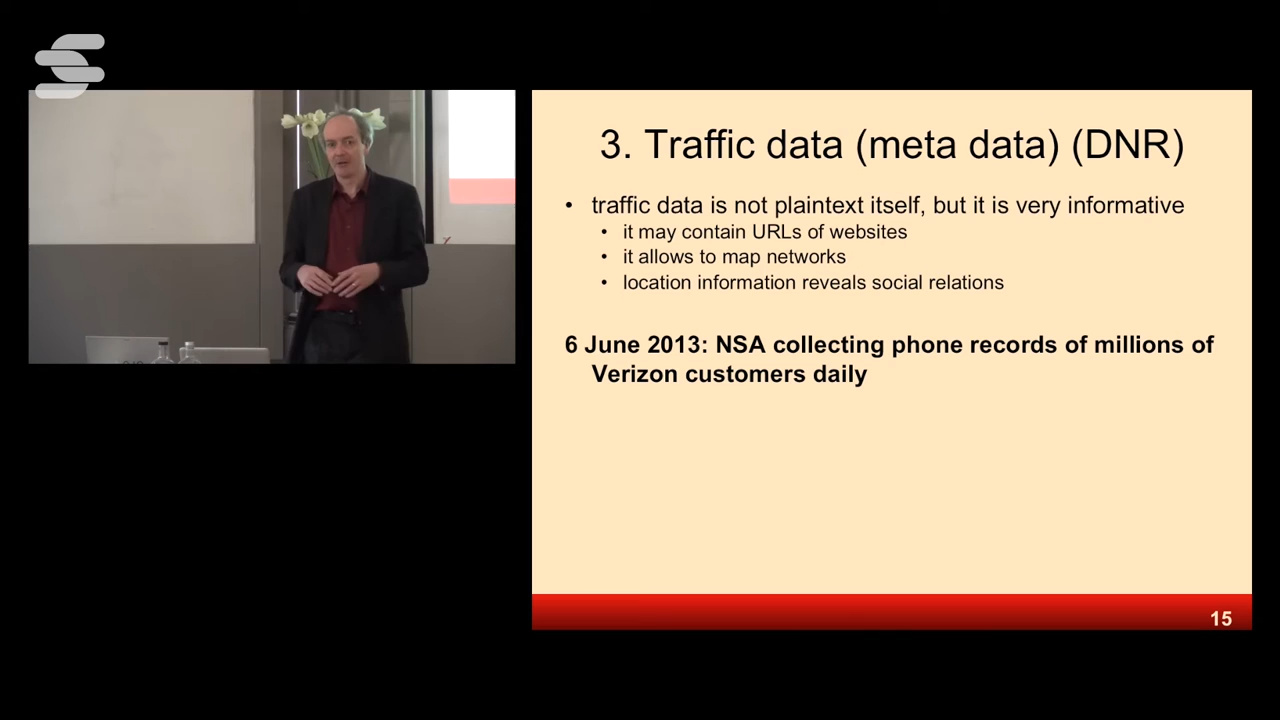 3. Traffic data (meta data) (DNR)
• traffic data is not plaintext itself, but it is very informative
• it may contain URLs of websites
• it allows to map networks
• location information reveals social relations
6 June 2013: NSA collecting phone records of millions of
Verizon customers daily
15